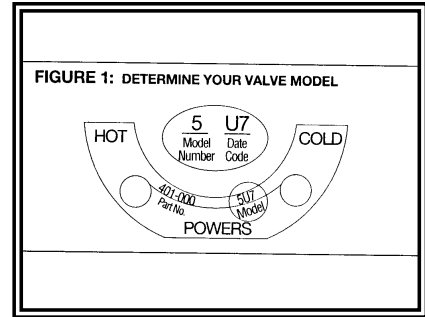 FIGURE 1: DETERMINE YOUR VALVE MODEL
5 U7
Model Date
Number Code
HOT
COLD
401-000
Part No.
5U7
Model
POWERS